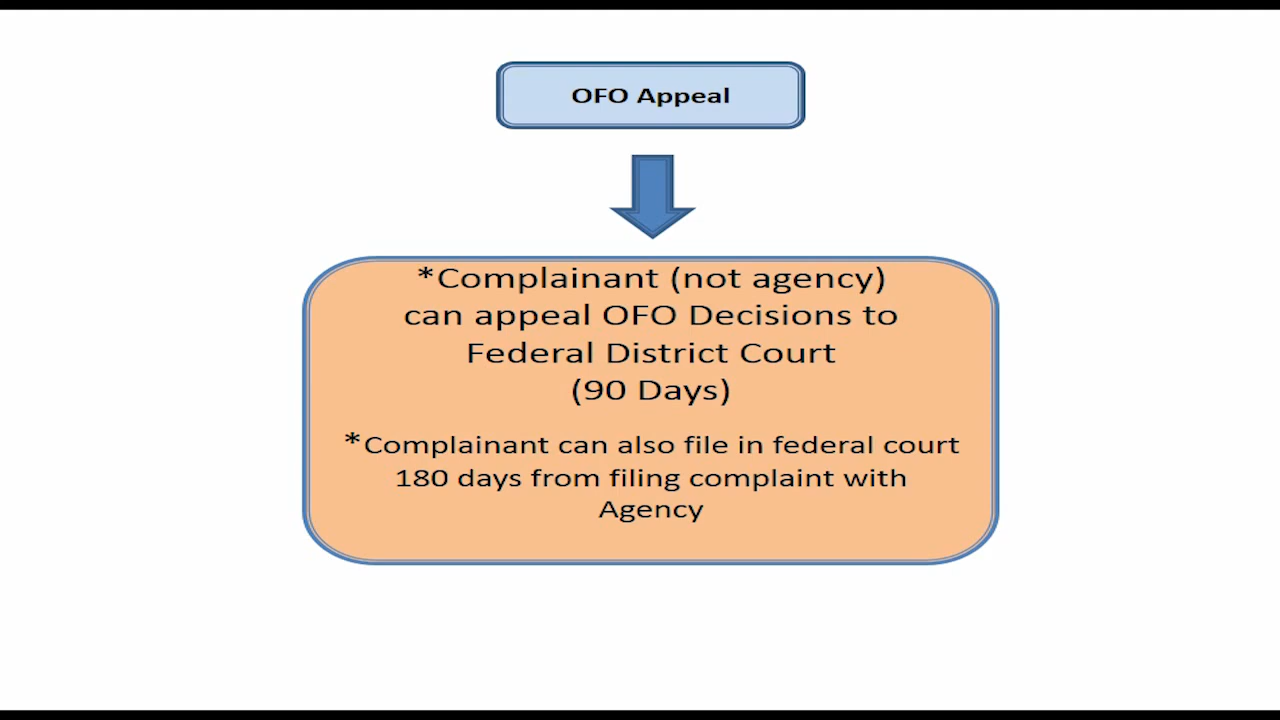 OFO Appeal
*Complainant (not agency)
can appeal OFO Decisions to
Federal District Court
(90 Days)
*Complainant can also file in federal court
180 days from filing complaint with
Agency